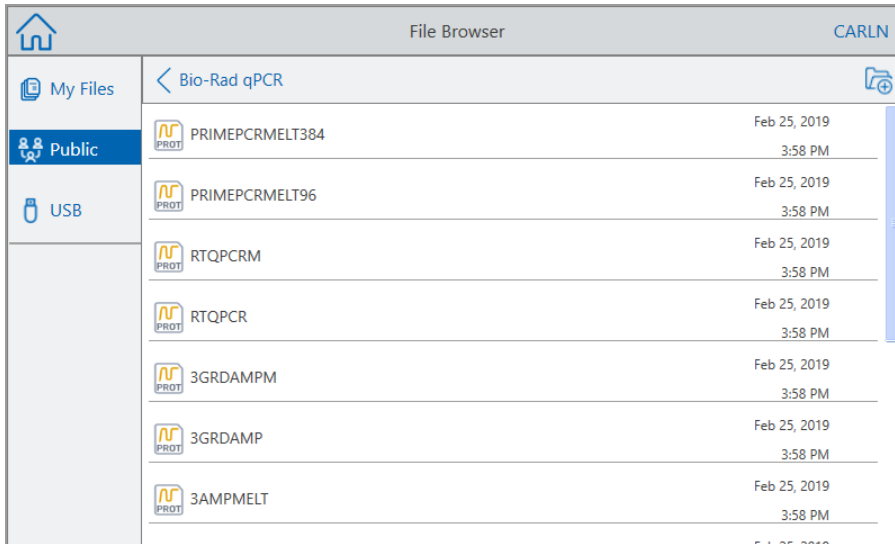 File Browser
CARLN
My Files
Public
USB
Bio-Rad qPCR
PROT
PRIMEPCRMELT384
Feb 25, 2019
3:58 PM
PROT
PRIMEPCRMELT96
Feb 25, 2019
3:58 PM
PROT
RTQPCRM
Feb 25, 2019
3:58 PM
PROT
RTQPCR
Feb 25, 2019
3:58 PM
PROT
3GRDAMPM
Feb 25, 2019
3:58 PM
PROT
3GRDAMP
Feb 25, 2019
3:58 PM
PROT
3AMPMELT
Feb 25, 2019
3:58 PM